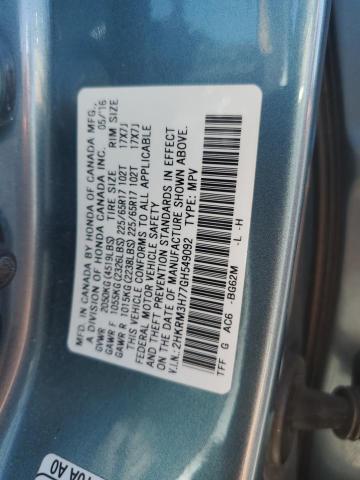 MFD. IN CANADA BY HONDA OF CANADA MFG.,
A DIVISION OF HONDA CANADA INC. 05/'16
GVWR 2050KG(4519LBS) TIRE SIZE RIM SIZE
GAWR F 1055KG(2326LBS) 225/65R17 102T 17X7J
GAWR R 1015KG(2238LBS) 225/65R17 102T 17X7J
THIS VEHICLE CONFORMS TO ALL APPLICABLE
FEDERAL MOTOR VEHICLE SAFETY
AND THEFT PREVENTION STANDARDS IN EFFECT
ON THE DATE OF MANUFACTURE SHOWN ABOVE.
V.I.N.: 2HKRM3H77GH549092 TYPE: MPV
TFF G AC6 -BG62M -L -H
0A A0